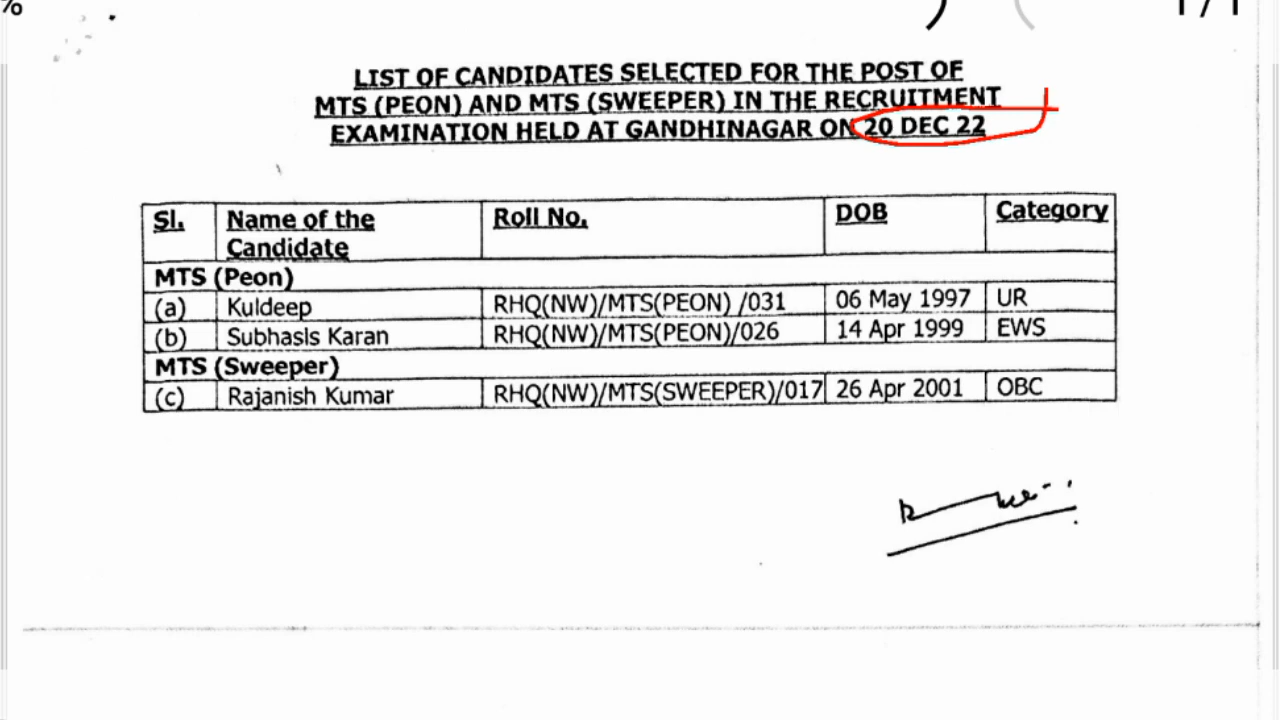 %
1 / 1
LIST OF CANDIDATES SELECTED FOR THE POST OF
MTS (PEON) AND MTS (SWEEPER) IN THE RECRUITMENT
EXAMINATION HELD AT GANDHINAGAR ON 20 DEC 22
Sl. Name of the Candidate Roll No. DOB Category
MTS (Peon)
(a) Kuldeep RHQ(NW)/MTS(PEON) /031 06 May 1997 UR
(b) Subhasis Karan RHQ(NW)/MTS(PEON)/026 14 Apr 1999 EWS
MTS (Sweeper)
(c) Rajanish Kumar RHQ(NW)/MTS(SWEEPER)/017 26 Apr 2001 OBC